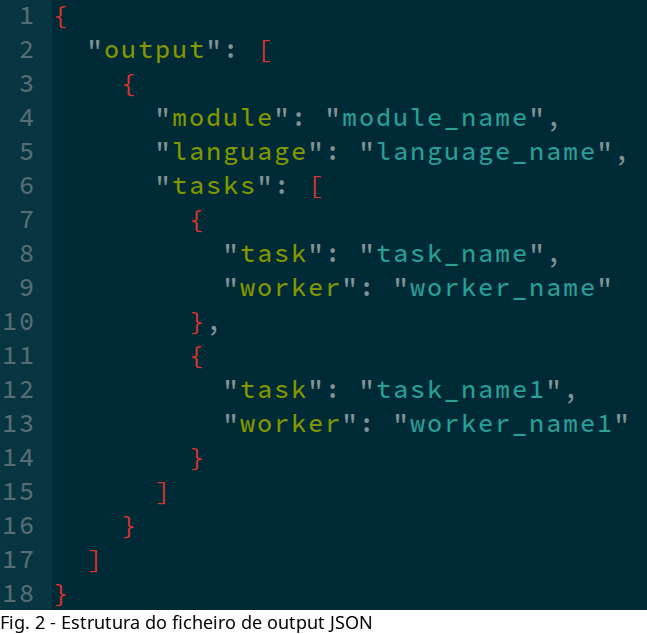 1 {
2   "output": [
3     {
4       "module": "module_name",
5       "language": "language_name",
6       "tasks": [
7         {
8           "task": "task_name",
9           "worker": "worker_name"
10         },
11         {
12           "task": "task_name1",
13           "worker": "worker_name1"
14         }
15       ]
16     }
17   ]
18 }
Fig. 2 - Estrutura do ficheiro de output JSON